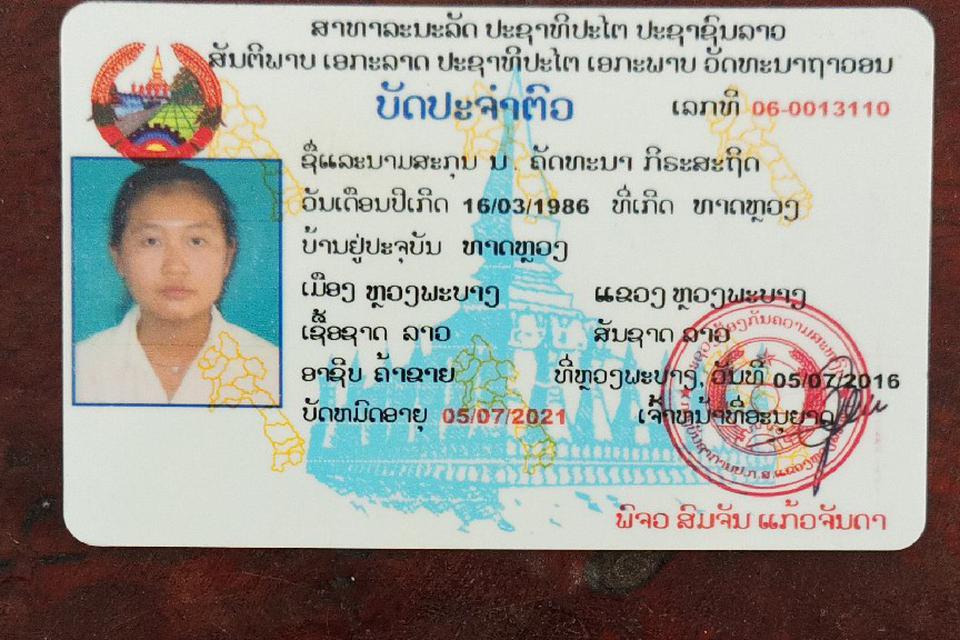 ສາທາລະນະລັດ ປະຊາທິປະໄຕ ປະຊາຊົນລາວ
ສັນຕິພາບ ເອກະລາດ ປະຊາທິປະໄຕ ເອກະພາບ ວັດທະນາຖາວອນ
ບັດປະຈຳຕົວ ເລກທີ 06-0013110
ຊື່ແລະນາມສະກຸນ ນ. ຄັດທະນາ ກິຣະສະຖິດ
ວັນເດືອນປີເກີດ 16/03/1986 ທີ່ເກີດ ທາດຫຼວງ
ບ້ານຢູ່ປະຈຸບັນ ທາດຫຼວງ
ເມືອງ ຫຼວງພະບາງ ແຂວງ ຫຼວງພະບາງ
ເຊື້ອຊາດ ລາວ ສັນຊາດ ລາວ
ອາຊີບ ຄ້າຂາຍ ທີ່ຫຼວງພະບາງ, ວັນທີ 05/07/2016
ບັດຫມົດອາຍຸ 05/07/2021 ເຈົ້າຫນ້າທີ່ອະນຸຍາດ
ພົຈວ ສົມຈັນ ແກ້ວຈັນດາ